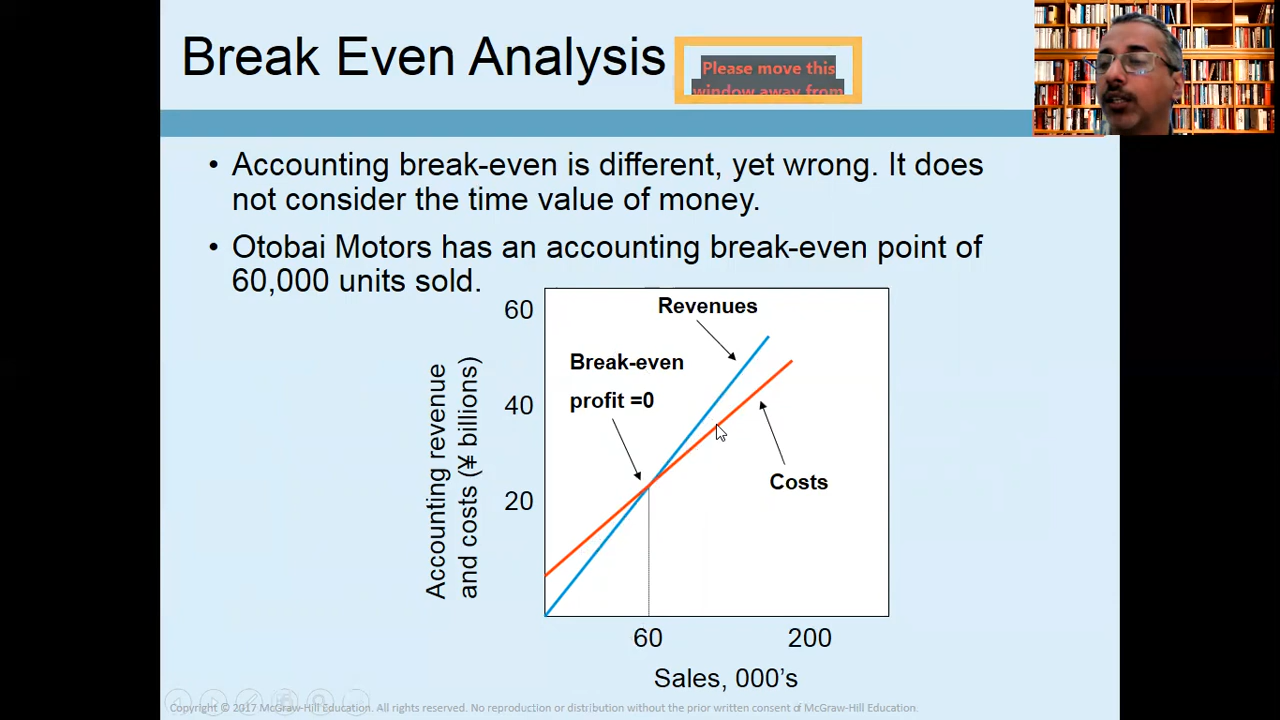 Break Even Analysis
Please move this
window away from
• Accounting break-even is different, yet wrong. It does
not consider the time value of money.
• Otobai Motors has an accounting break-even point of
60,000 units sold.
60
40
20
Accounting revenue
and costs (¥ billions)
Revenues
Break-even
profit =0
Costs
60
200
Sales, 000's
Copyright © 2017 McGraw-Hill Education. All rights reserved. No reproduction or distribution without the prior written consent of McGraw-Hill Education.